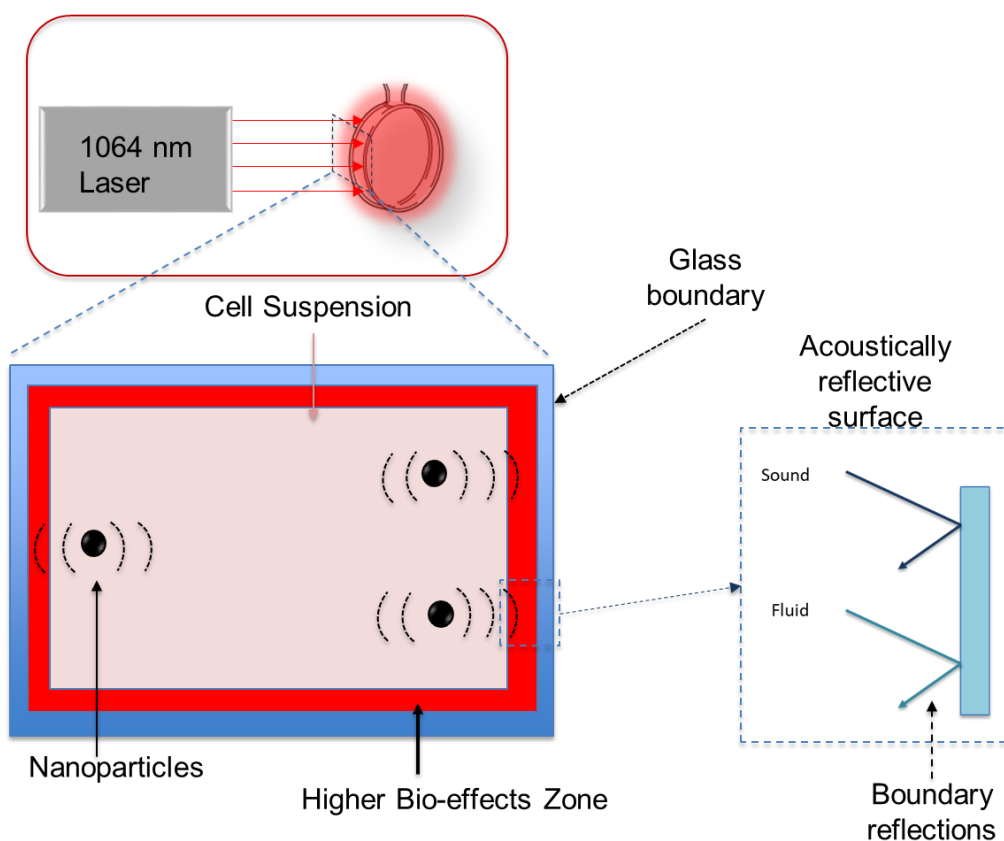 1064 nm
Laser
Cell Suspension
Glass
boundary
Acoustically
reflective
surface
Sound
Fluid
Nanoparticles
Higher Bio-effects Zone
Boundary
reflections